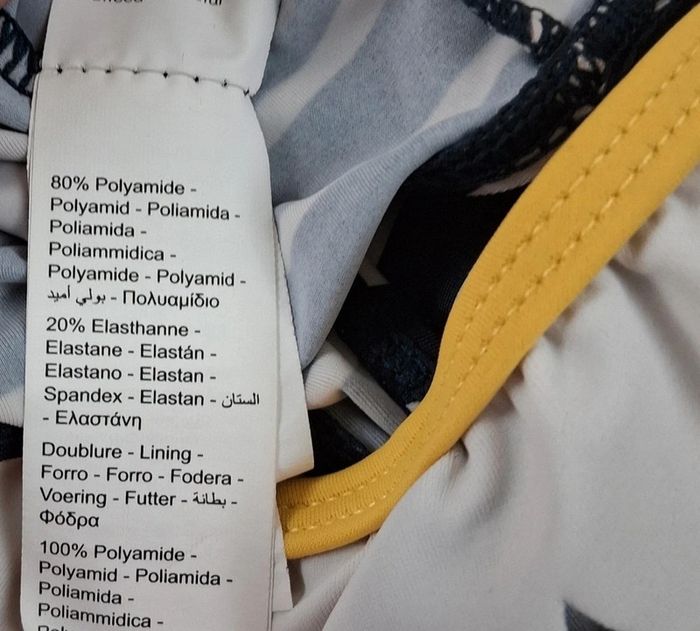 80% Polyamide -
Polyamid - Poliamida -
Poliamida -
Poliammidica -
Polyamide - Polyamid -
بولي أميد - Πολυαμίδιο
20% Elasthanne -
Elastane - Elastán -
Elastano - Elastan -
Spandex - Elastan - الستان
- Ελαστάνη
Doublure - Lining -
Forro - Forro - Fodera -
Voering - Futter - بطانة -
Φόδρα
100% Polyamide -
Polyamid - Poliamida -
Poliamida -
Poliammidica -